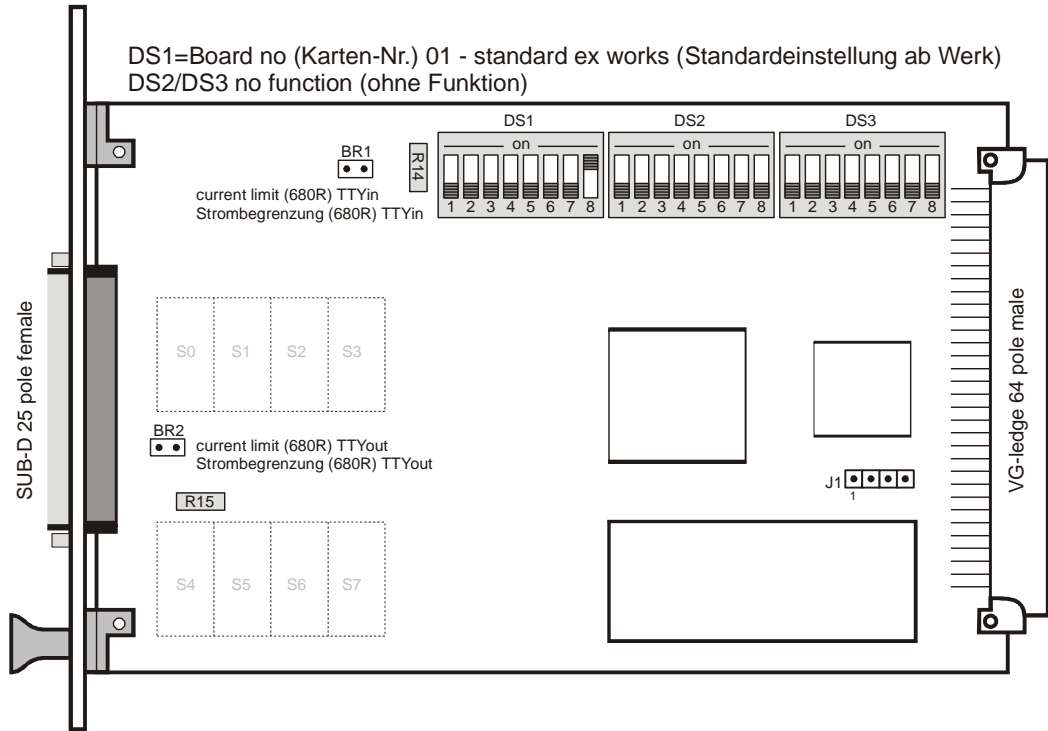 DS1=Board no (Karten-Nr.) 01 - standard ex works (Standardeinstellung ab Werk)
DS2/DS3 no function (ohne Funktion)
DS1 DS2 DS3
on on on
BR1
R14
current limit (680R) TTYin
Strombegrenzung (680R) TTYin
1 2 3 4 5 6 7 8 1 2 3 4 5 6 7 8 1 2 3 4 5 6 7 8
SUB-D 25 pole female
VG-ledge 64 pole male
S0 S1 S2 S3
BR2
current limit (680R) TTYout
Strombegrenzung (680R) TTYout
J1
1
R15
S4 S5 S6 S7